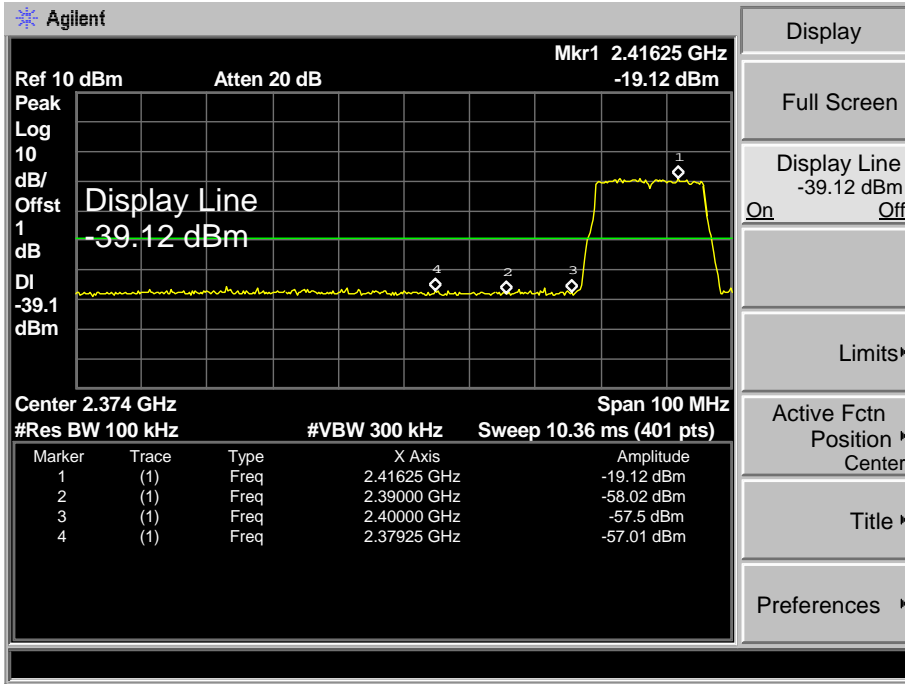 Agilent
Mkr1 2.41625 GHz
Ref 10 dBm Atten 20 dB -19.12 dBm
Peak
Log
10
dB/
Offst
1
dB
DI
-39.1
dBm
1
Display Line
-39.12 dBm
4 2 3
Center 2.374 GHz Span 100 MHz
#Res BW 100 kHz #VBW 300 kHz Sweep 10.36 ms (401 pts)
Marker Trace Type X Axis Amplitude
1 (1) Freq 2.41625 GHz -19.12 dBm
2 (1) Freq 2.39000 GHz -58.02 dBm
3 (1) Freq 2.40000 GHz -57.5 dBm
4 (1) Freq 2.37925 GHz -57.01 dBm
Display
Full Screen
Display Line
-39.12 dBm
On Off
Limits
Active Fctn
Position
Center
Title
Preferences